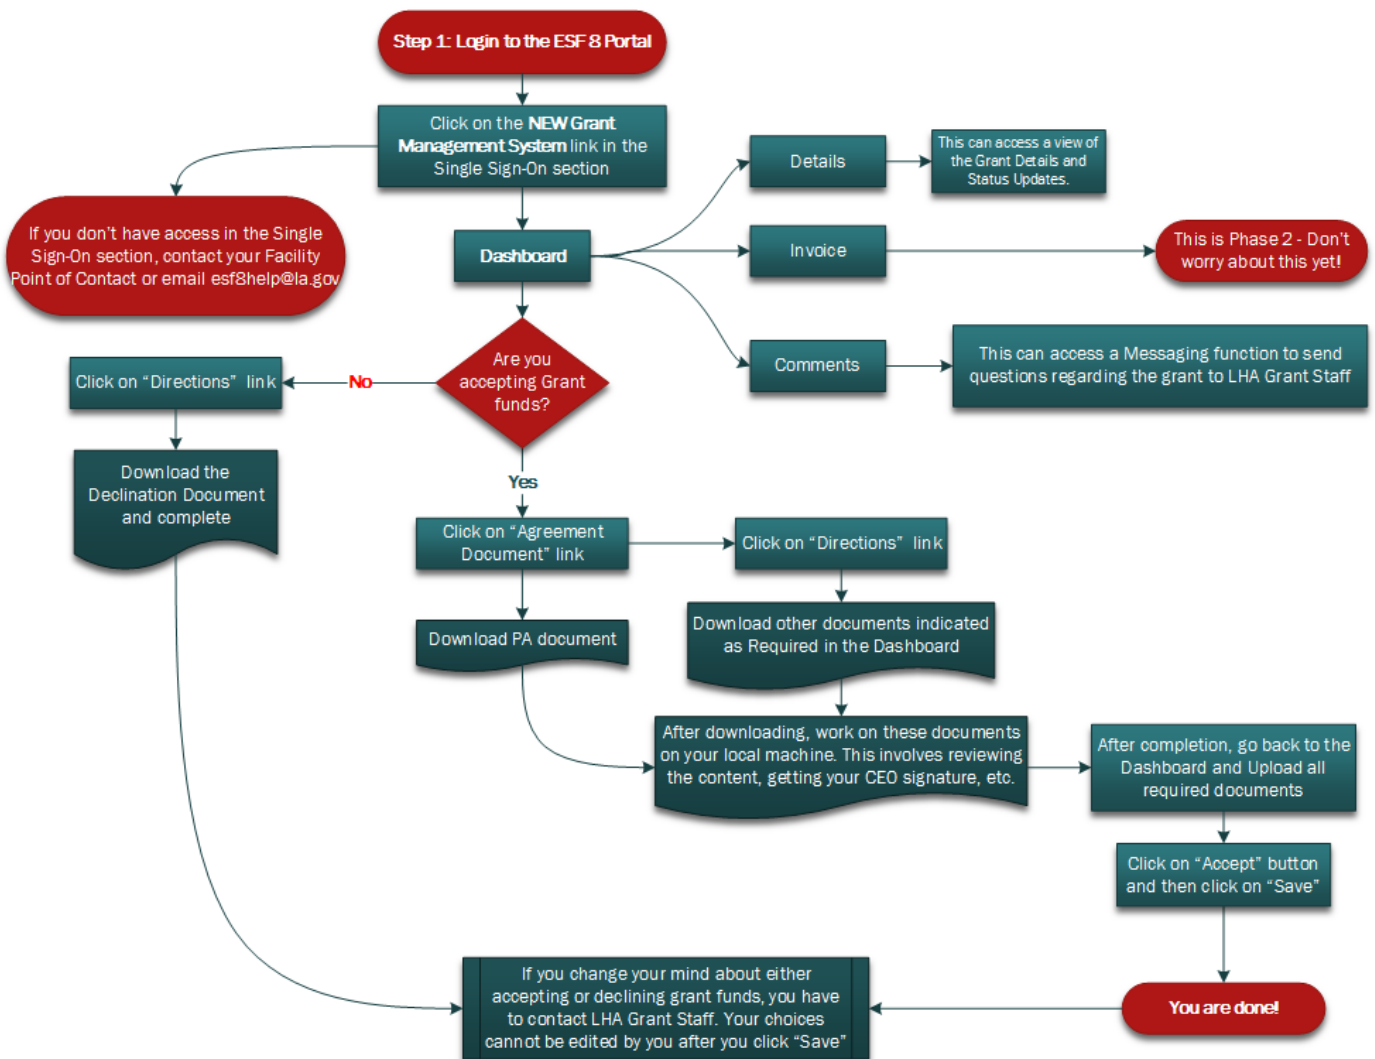 Step 1: Login to the ESF 8 Portal
Click on the NEW Grant
Management System link in the
Single Sign-On section
Details
This can access a view of
the Grant Details and
Status Updates.
If you don't have access in the Single
Sign-On section, contact your Facility
Point of Contact or email esf8help@la.gov
Dashboard
Invoice
This is Phase 2 - Don't
worry about this yet!
Are you
accepting Grant
funds?
Comments
This can access a Messaging function to send
questions regarding the grant to LHA Grant Staff
No
Click on "Directions" link
Download the
Declination Document
and complete
Yes
Click on "Agreement
Document" link
Click on "Directions" link
Download PA document
Download other documents indicated
as Required in the Dashboard
After downloading, work on these documents
on your local machine. This involves reviewing
the content, getting your CEO signature, etc.
After completion, go back to the
Dashboard and Upload all
required documents
Click on "Accept" button
and then click on "Save"
You are done!
If you change your mind about either
accepting or declining grant funds, you have
to contact LHA Grant Staff. Your choices
cannot be edited by you after you click "Save"